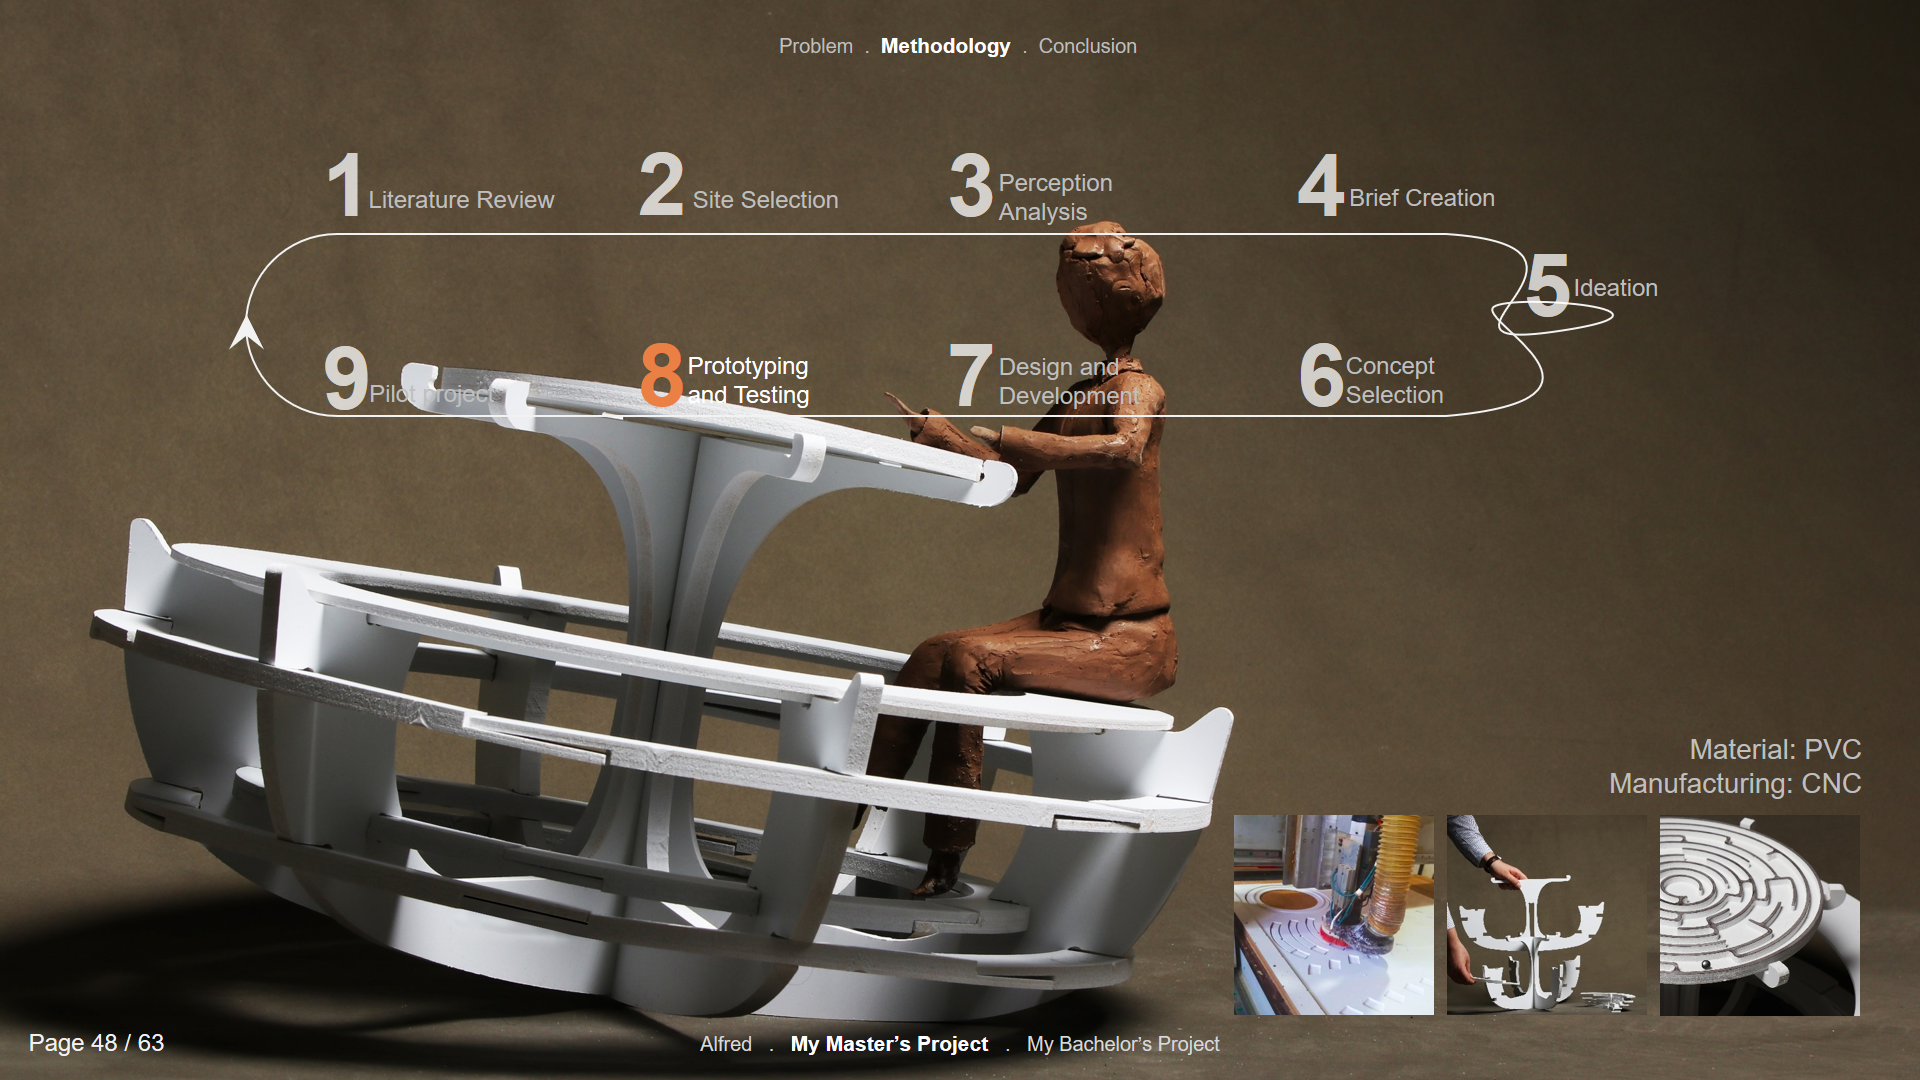 Problem . Methodology . Conclusion
1 Literature Review
2 Site Selection
3 Perception
Analysis
4 Brief Creation
5 Ideation
9 Pilot project
8 Prototyping
and Testing
7 Design and
Development
6 Concept
Selection
Material: PVC
Manufacturing: CNC
Page 48 / 63
Alfred . My Master’s Project . My Bachelor’s Project